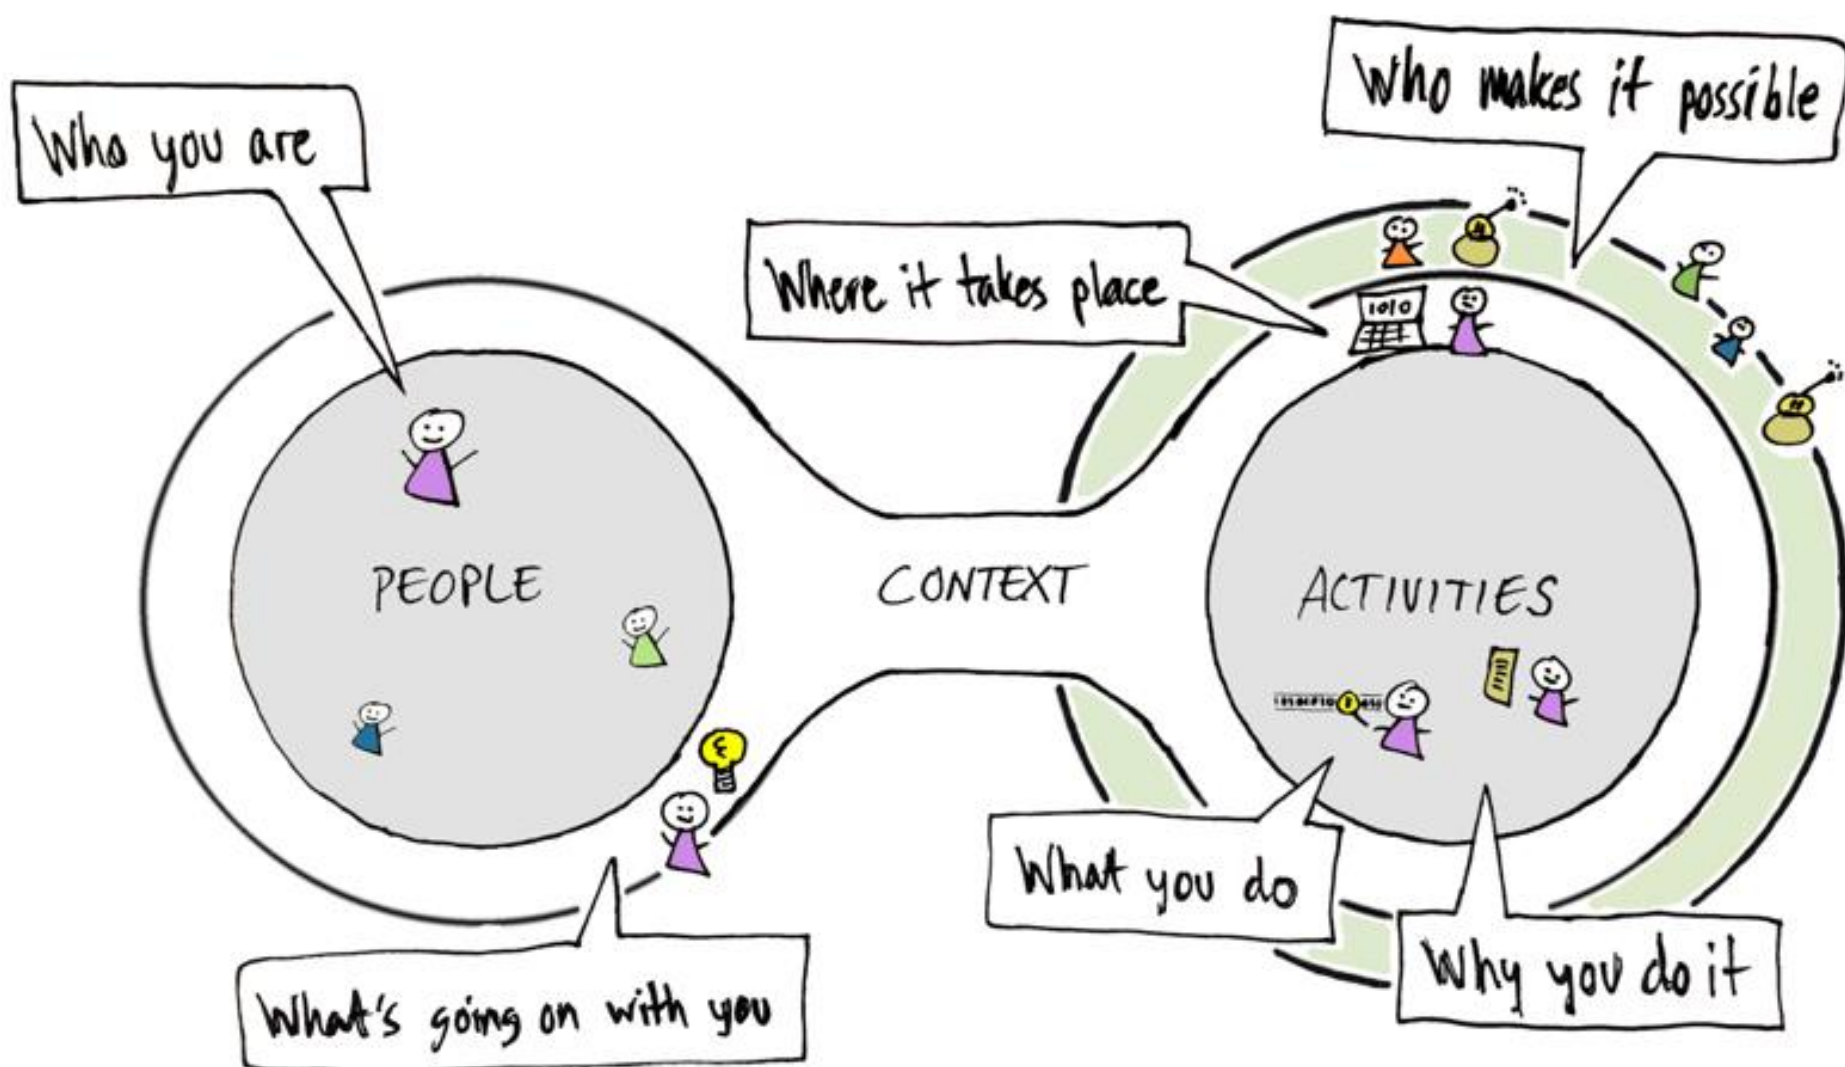 Who makes it possible
Who you are
Where it takes place
1010
PEOPLE
CONTEXT
ACTIVITIES
What you do
Why you do it
What's going on with you